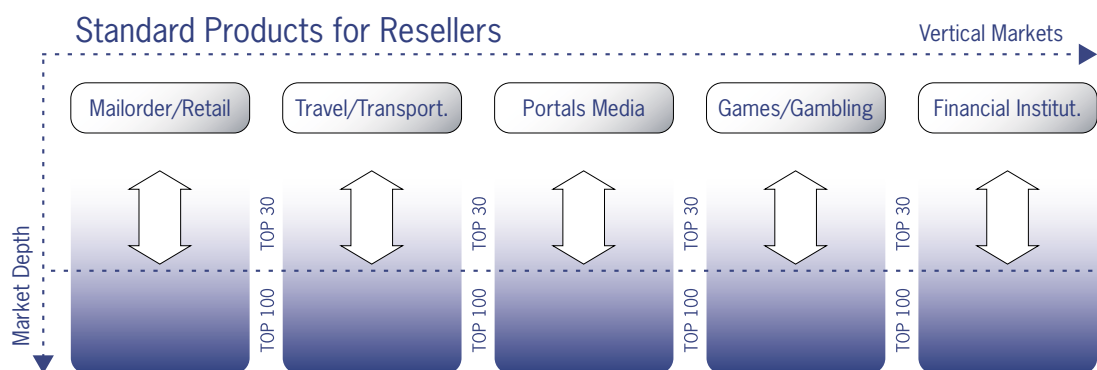 Standard Products for Resellers
Vertical Markets
Mailorder/Retail
Travel/Transport.
Portals Media
Games/Gambling
Financial Institut.
Market Depth
TOP 30
TOP 30
TOP 30
TOP 30
TOP 100
TOP 100
TOP 100
TOP 100